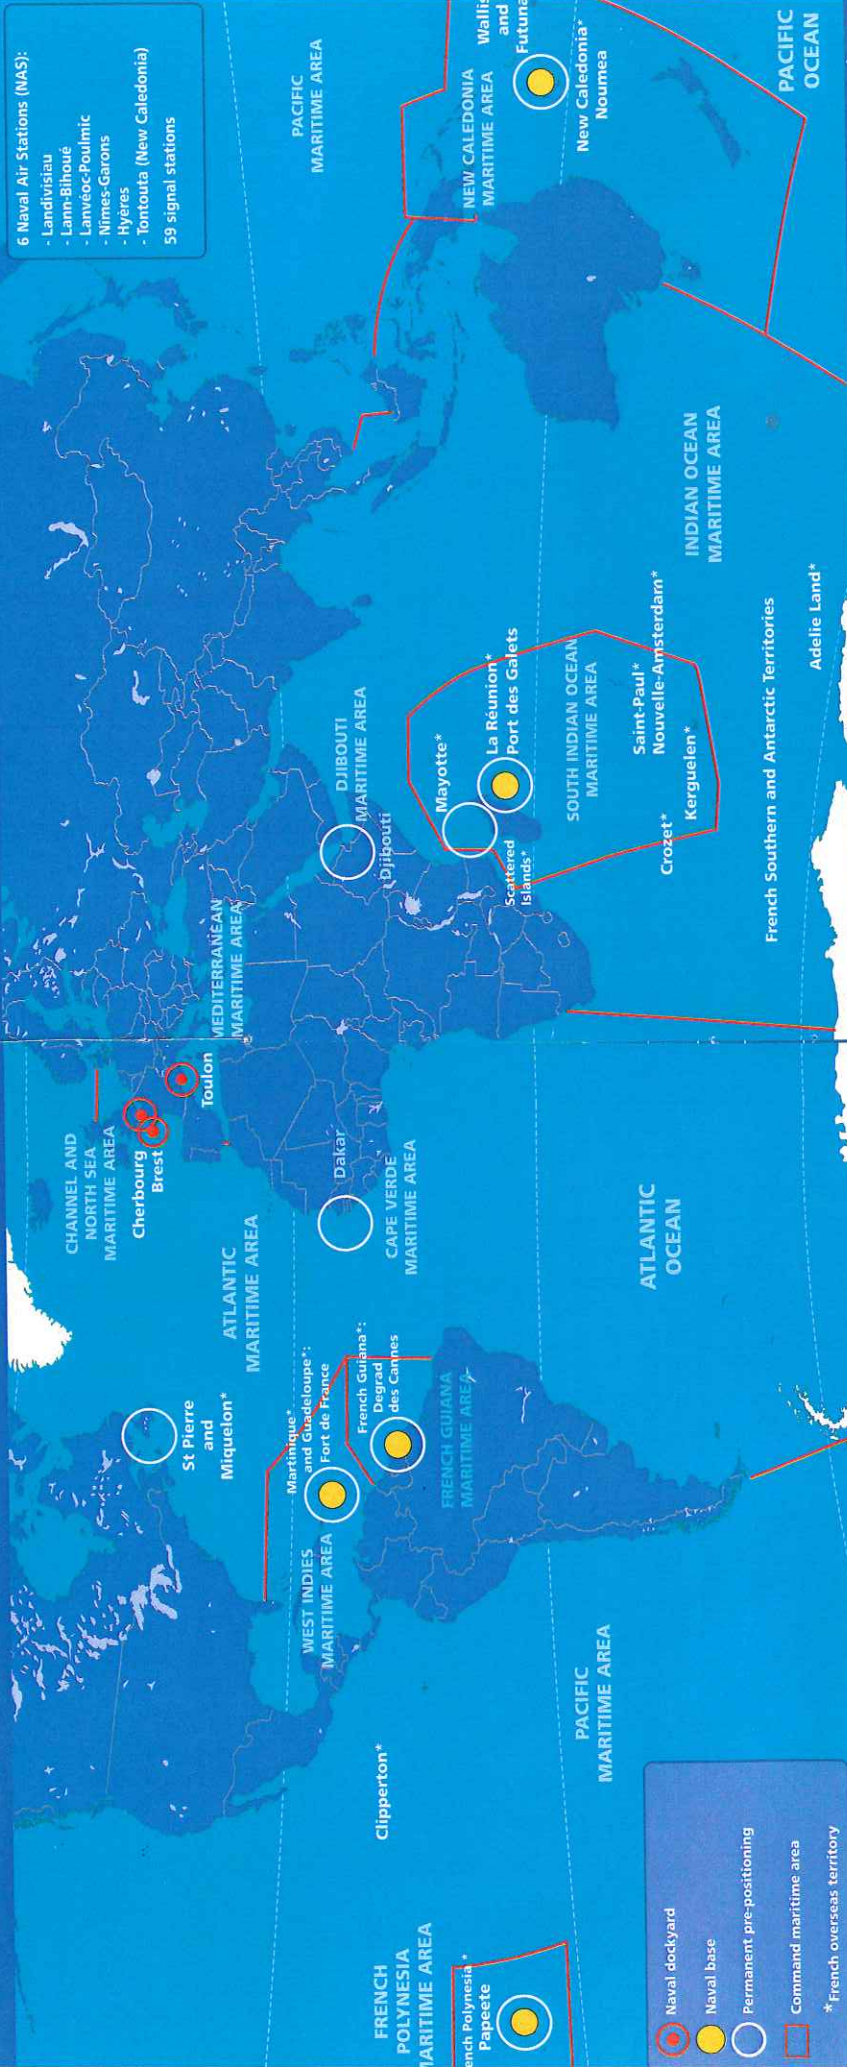 6 Naval Air Stations (NAS):
- Landivisiau
- Lann-Bihoué
- Lanvéoc-Poulmic
- Nimes-Garons
- Hyères
- Tontouta (New Caledonia)
59 signal stations
CHANNEL AND
NORTH SEA
MARITIME AREA
Cherbourg
Brest
Toulon
MEDITERRANEAN
MARITIME AREA
ATLANTIC
MARITIME AREA
St Pierre
and
Miquelon*
Martinique*
and Guadeloupe*:
Fort de France
WEST INDIES
MARITIME AREA
French Guiana*:
Degrad
des Cannes
FRENCH GUIANA
MARITIME AREA
Dakar
CAPE VERDE
MARITIME AREA
ATLANTIC
OCEAN
Clipperton*
PACIFIC
MARITIME AREA
FRENCH
POLYNESIA
MARITIME AREA
ench Polynesia *
Papeete
DJIBOUTI
MARITIME AREA
Djibouti
Mayotte*
La Réunion*
Port des Galets
Scattered
Islands*
SOUTH INDIAN OCEAN
MARITIME AREA
Saint-Paul*
Nouvelle-Amsterdam*
Crozet*
Kerguelen*
French Southern and Antarctic Territories
Adelie Land*
INDIAN OCEAN
MARITIME AREA
PACIFIC
MARITIME AREA
Wallis
and
Futuna
NEW CALEDONIA
MARITIME AREA
New Caledonia*
Noumea
PACIFIC
OCEAN
Naval dockyard
Naval base
Permanent pre-positioning
Command maritime area
*French overseas territory